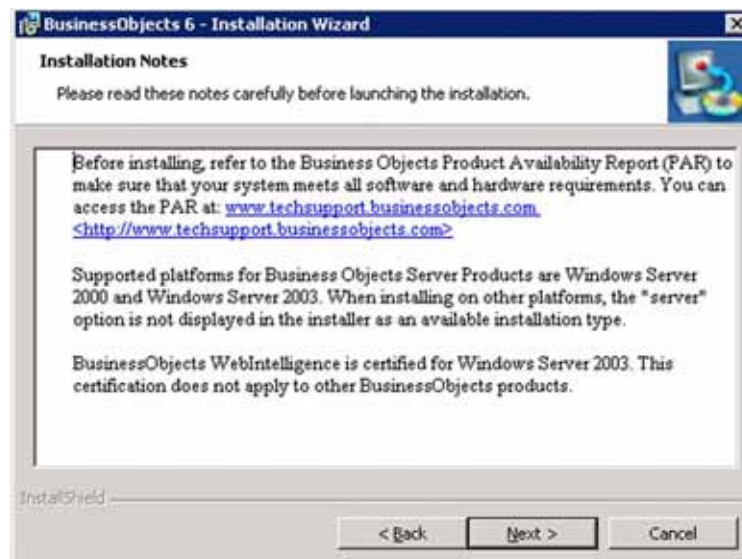 BusinessObjects 6 - Installation Wizard
Installation Notes
Please read these notes carefully before launching the installation.
Before installing, refer to the Business Objects Product Availability Report (PAR) to
make sure that your system meets all software and hardware requirements. You can
access the PAR at: www.techsupport.businessobjects.com
<http://www.techsupport.businessobjects.com>
Supported platforms for Business Objects Server Products are Windows Server
2000 and Windows Server 2003. When installing on other platforms, the "server"
option is not displayed in the installer as an available installation type.
BusinessObjects WebIntelligence is certified for Windows Server 2003. This
certification does not apply to other BusinessObjects products.
InstallShield
< Back Next > Cancel